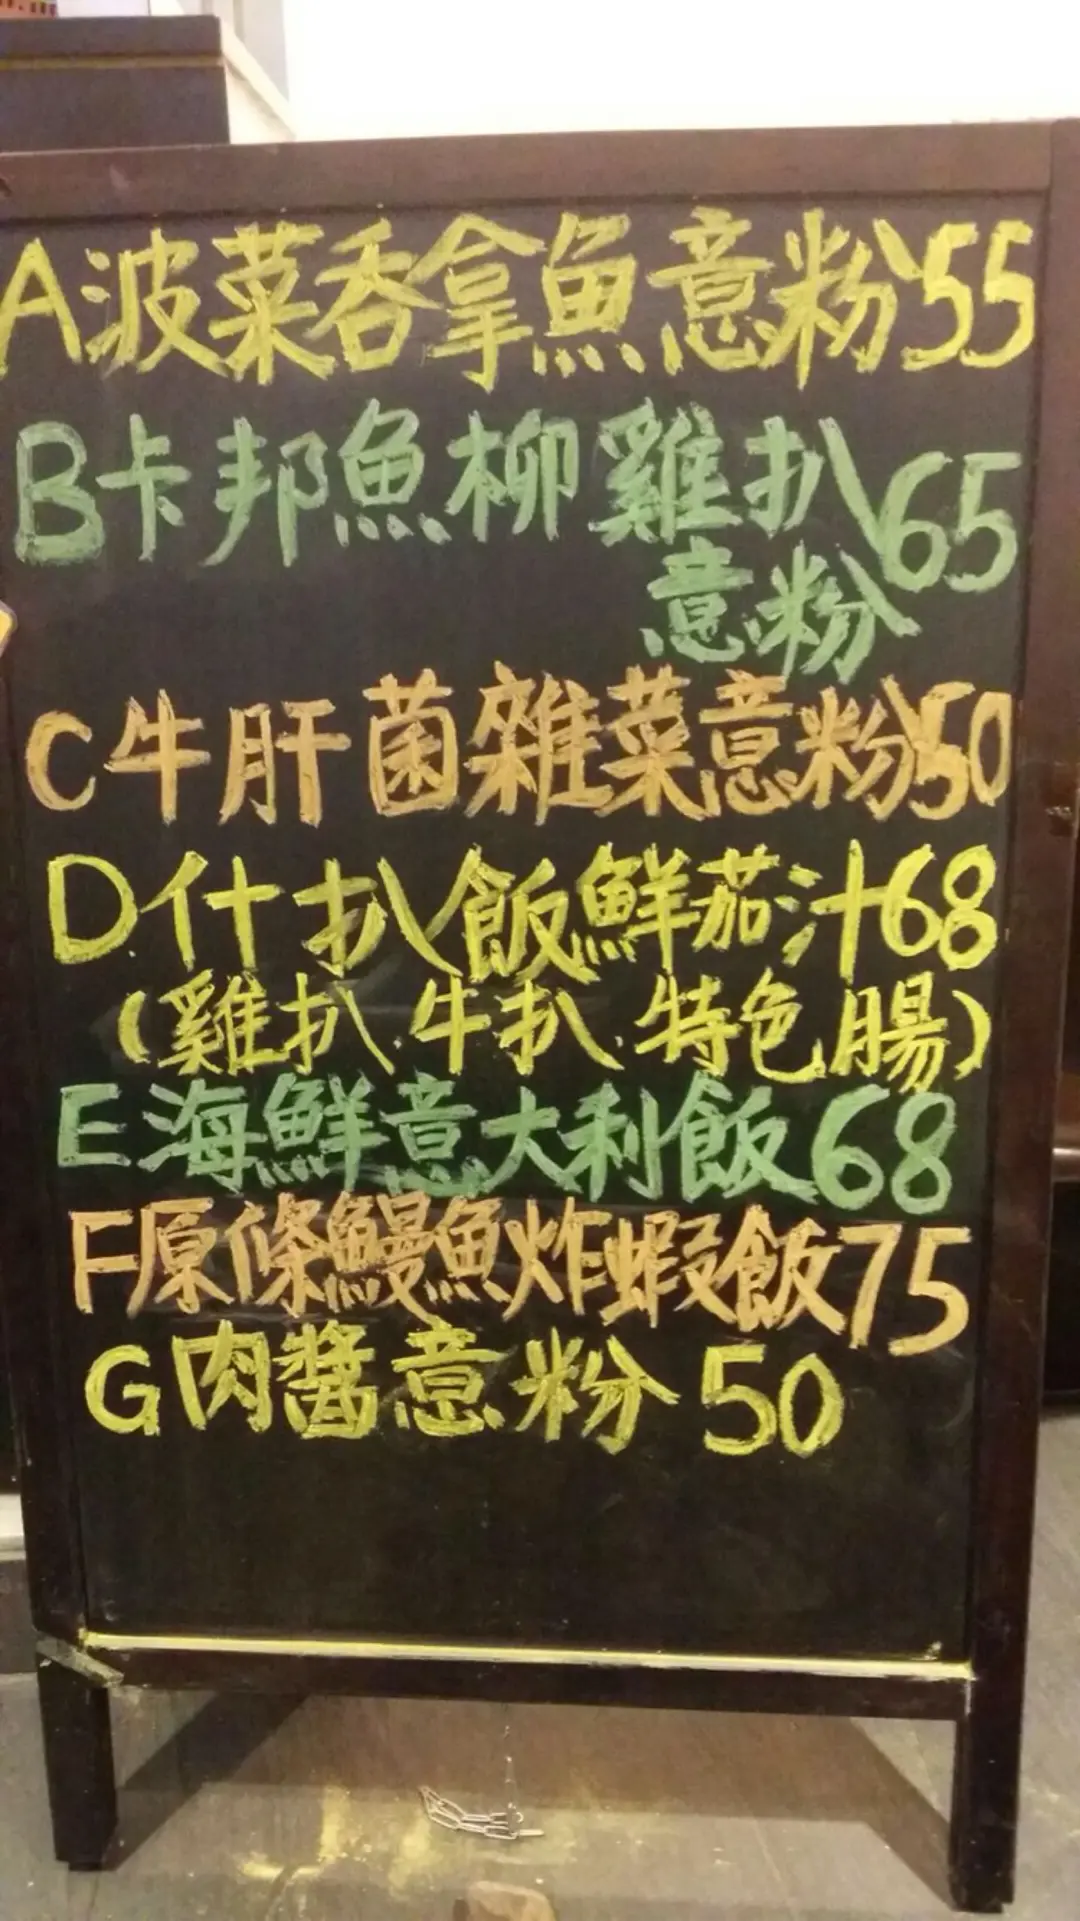 A波菜吞拿魚意粉55
B卡邦魚柳雞扒65
意粉
C牛肝菌雜菜意粉50
D.什扒飯鮮茄汁68
(雞扒.牛扒.特色腸)
E海鮮意大利飯68
F原條鰻魚炸蝦飯75
G肉醬意粉50